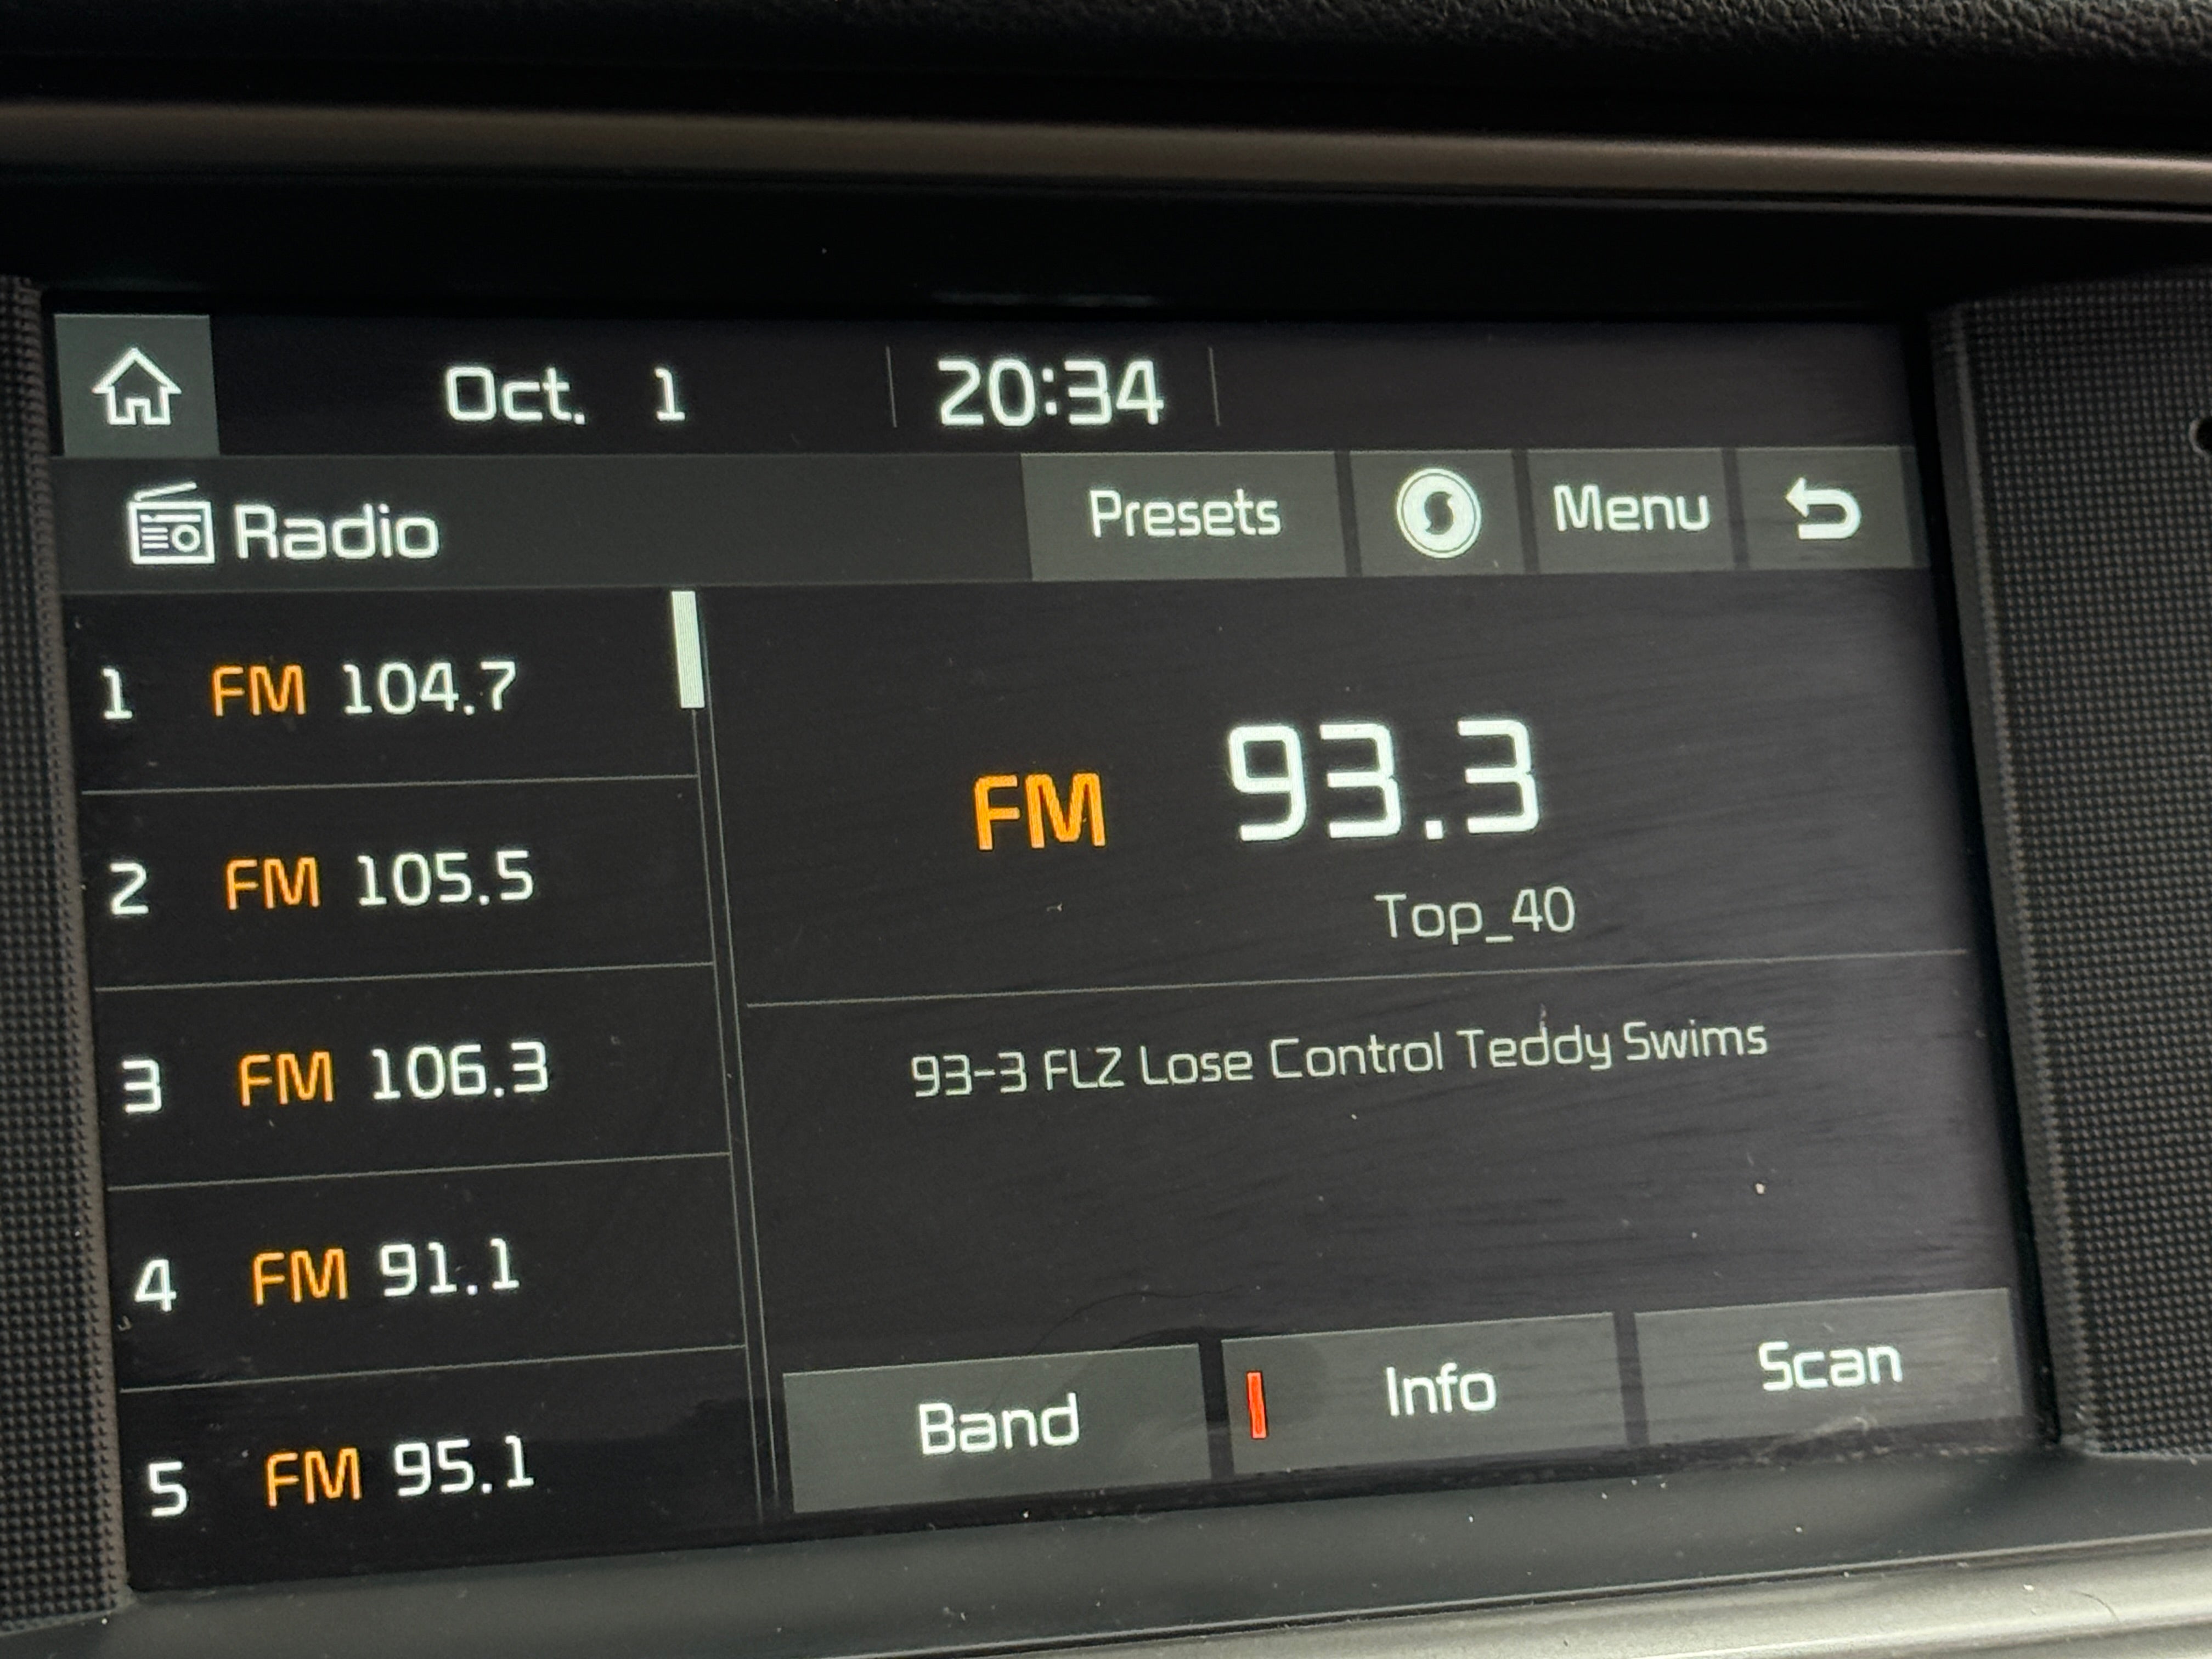 Oct. 1 20:34
Radio Presets Menu
1 FM 104.7
2 FM 105.5
3 FM 106.3
4 FM 91.1
5 FM 95.1
FM 93.3
Top_40
93-3 FLZ Lose Control Teddy Swims
Band Info Scan